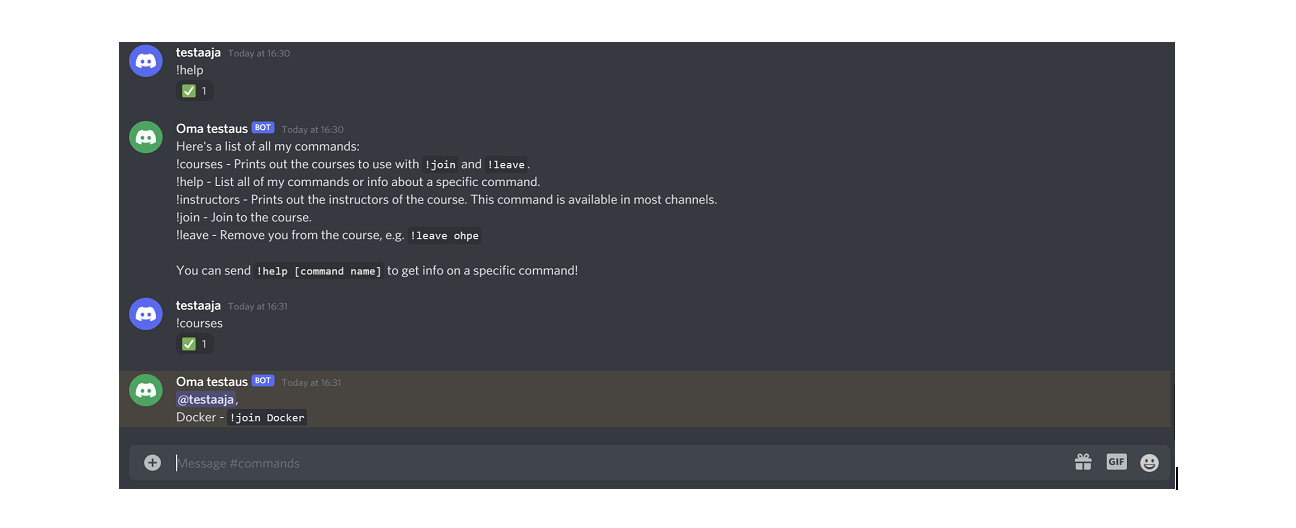 testaaja Today at 16:30
!help
✅ 1
Oma testaus BOT Today at 16:30
Here's a list of all my commands:
!courses - Prints out the courses to use with !join and !leave.
!help - List all of my commands or info about a specific command.
!instructors - Prints out the instructors of the course. This command is available in most channels.
!join - Join to the course.
!leave - Remove you from the course, e.g. !leave ohpe
You can send !help [command name] to get info on a specific command!
testaaja Today at 16:31
!courses
✅ 1
Oma testaus BOT Today at 16:31
@testaaja,
Docker - !join Docker
Message #commands GIF